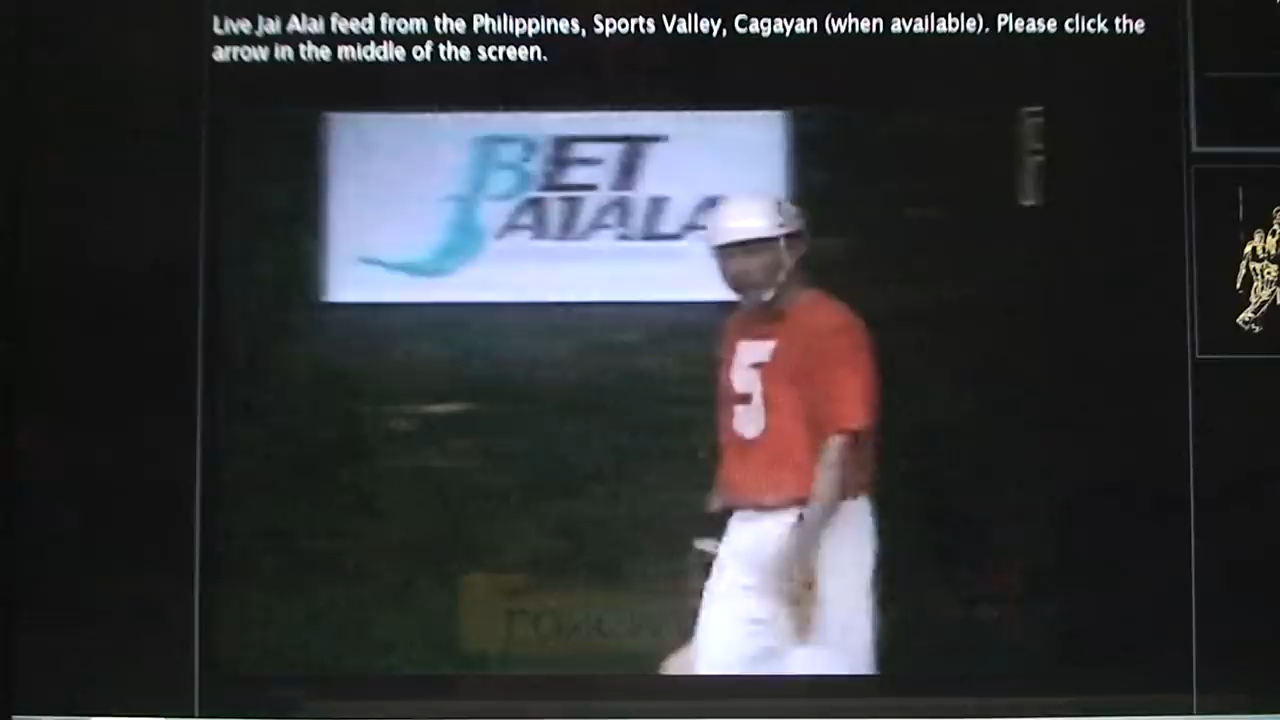 Live Jai Alai feed from the Philippines, Sports Valley, Cagayan (when available). Please click the
arrow in the middle of the screen.
BET
JAIALA
5